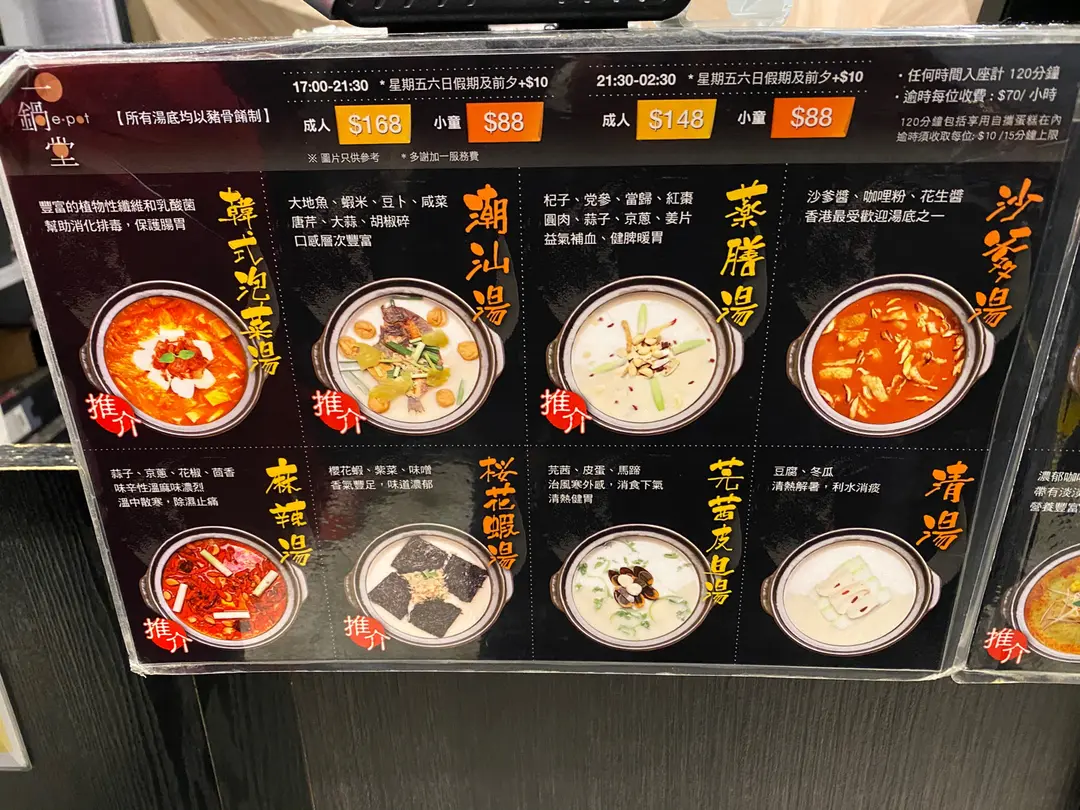 一鍋堂
e-pot
【所有湯底均以豬骨餚制】
17:00-21:30 *星期五六日假期及前夕+$10
成人 $168 小童 $88
※ 圖片只供參考 *多謝加一服務費
21:30-02:30 *星期五六日假期及前夕+$10
成人 $148 小童 $88
・任何時間入座計 120分鐘
・逾時每位收費 : $70/ 小時
120分鐘包括享用自攜蛋糕在內
逾時須收取每位: $10 /15分鐘上限
豐富的植物性纖維和乳酸菌
幫助消化排毒，保護腸胃
韓式泡菜湯
推介
大地魚、蝦米、豆卜、咸菜
唐芹、大蒜、胡椒碎
口感層次豐富
潮汕湯
推介
杞子、党參、當歸、紅棗
圓肉、蒜子、京蔥、姜片
益氣補血、健脾暖胃
藥膳湯
推介
沙爹醬、咖哩粉、花生醬
香港最受歡迎湯底之一
沙爹湯
蒜子、京蔥、花椒、茴香
味辛性溫麻味濃烈
溫中散寒，除濕止痛
麻辣湯
推介
櫻花蝦、紫菜、味噌
香氣豐足，味道濃郁
桜花蝦湯
推介
芫茜、皮蛋、馬蹄
治風寒外感，消食下氣
清熱健胃
芫茜皮旦湯
豆腐、冬瓜
清熱解暑，利水消痰
清湯
濃郁咖
帶有淡
營養豐富
推介